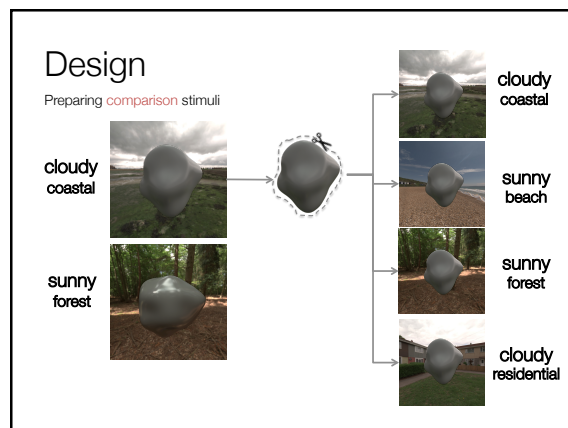 Design
Preparing comparison stimuli
cloudy
coastal
sunny
forest
cloudy
coastal
sunny
beach
sunny
forest
cloudy
residential